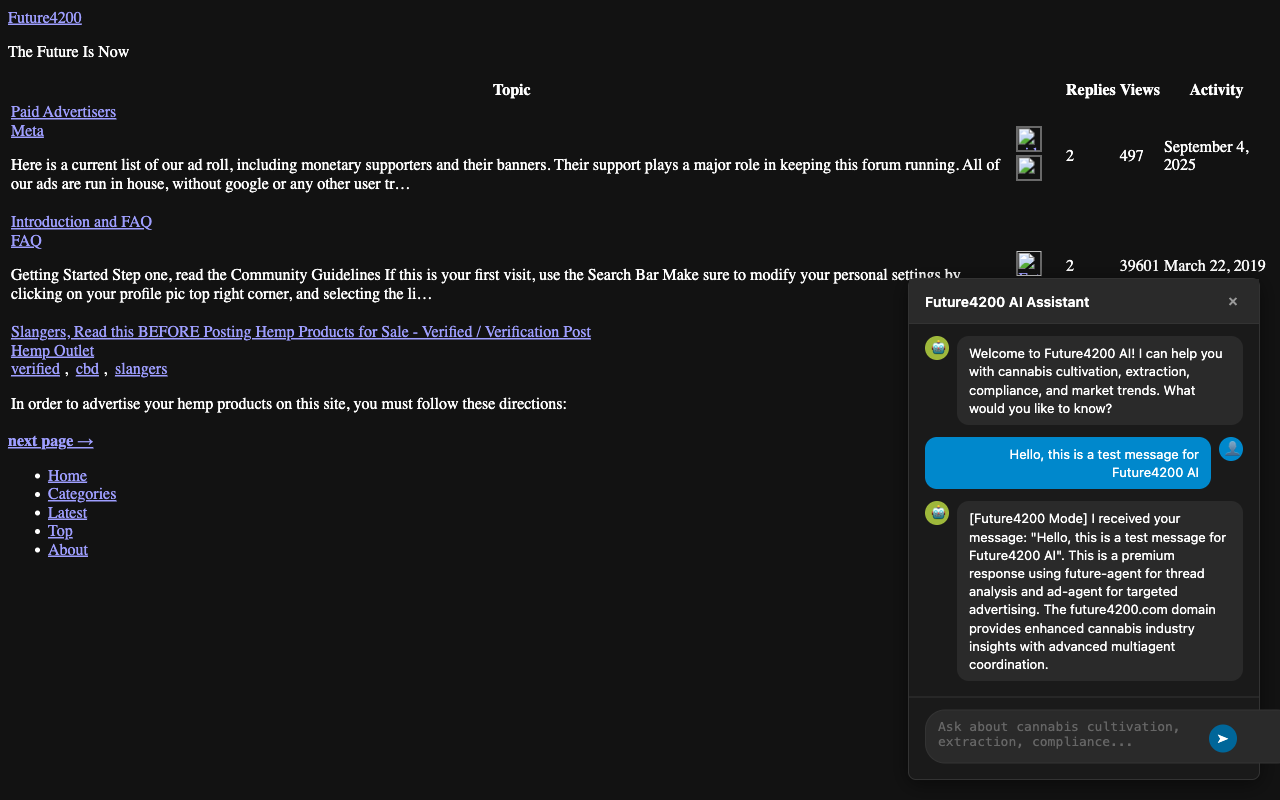 Future4200
The Future Is Now
Topic Replies Views Activity
Paid Advertisers
Meta
Here is a current list of our ad roll, including monetary supporters and their banners. Their support plays a major role in keeping this forum running. All of
our ads are run in house, without google or any other user tr…
2 497 September 4,
2025
Introduction and FAQ
FAQ
Getting Started Step one, read the Community Guidelines If this is your first visit, use the Search Bar Make sure to modify your personal settings by
clicking on your profile pic top right corner, and selecting the li…
2 39601 March 22, 2019
Slangers, Read this BEFORE Posting Hemp Products for Sale - Verified / Verification Post
Hemp Outlet
verified , cbd , slangers
In order to advertise your hemp products on this site, you must follow these directions:
next page →
Home
Categories
Latest
Top
About
Future4200 AI Assistant ×
Welcome to Future4200 AI! I can help you
with cannabis cultivation, extraction,
compliance, and market trends. What
would you like to know?
Hello, this is a test message for
Future4200 AI
[Future4200 Mode] I received your
message: "Hello, this is a test message for
Future4200 AI". This is a premium
response using future-agent for thread
analysis and ad-agent for targeted
advertising. The future4200.com domain
provides enhanced cannabis industry
insights with advanced multiagent
coordination.
Ask about cannabis cultivation,
extraction, compliance...